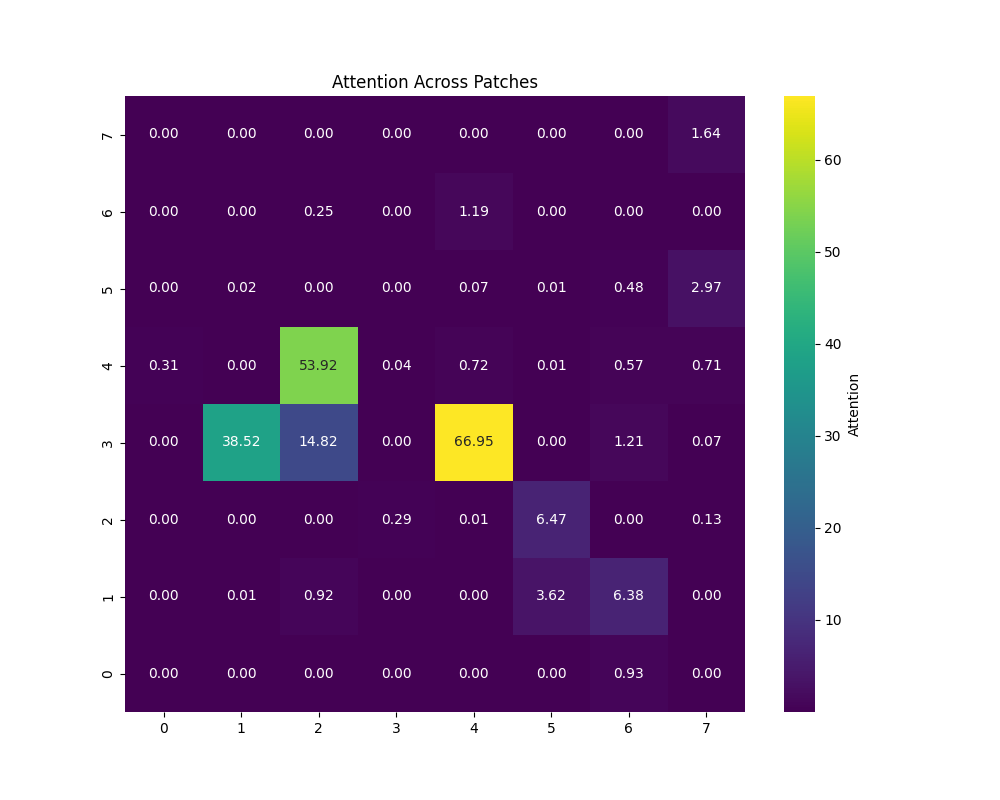 Attention Across Patches
7 0.00 0.00 0.00 0.00 0.00 0.00 0.00 1.64
6 0.00 0.00 0.25 0.00 1.19 0.00 0.00 0.00
5 0.00 0.02 0.00 0.00 0.07 0.01 0.48 2.97
4 0.31 0.00 53.92 0.04 0.72 0.01 0.57 0.71
3 0.00 38.52 14.82 0.00 66.95 0.00 1.21 0.07
2 0.00 0.00 0.00 0.29 0.01 6.47 0.00 0.13
1 0.00 0.01 0.92 0.00 0.00 3.62 6.38 0.00
0 0.00 0.00 0.00 0.00 0.00 0.00 0.93 0.00
0 1 2 3 4 5 6 7
60
50
40
30
20
10
Attention